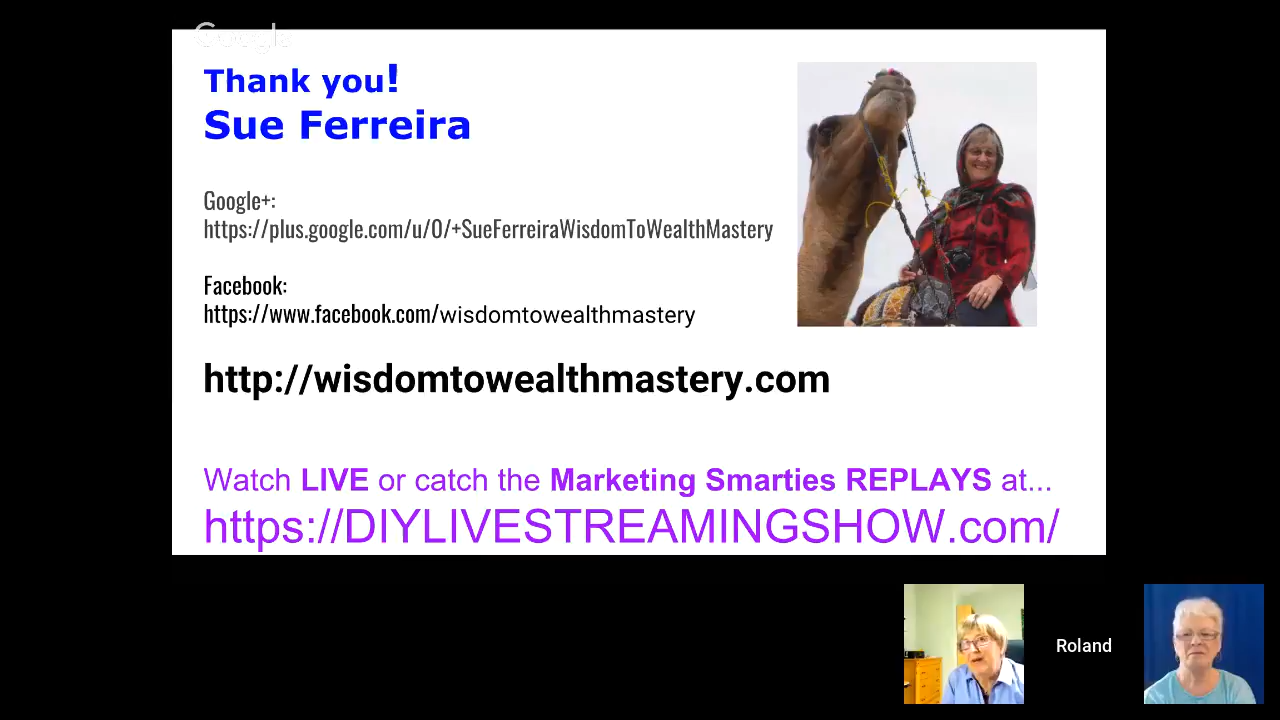 Google
Thank you!
Sue Ferreira
Google+:
https://plus.google.com/u/0/+SueFerreiraWisdomToWealthMastery
Facebook:
https://www.facebook.com/wisdomtowealthmastery
http://wisdomtowealthmastery.com
Watch LIVE or catch the Marketing Smarties REPLAYS at...
https://DIYLIVESTREAMINGSHOW.com/
Roland